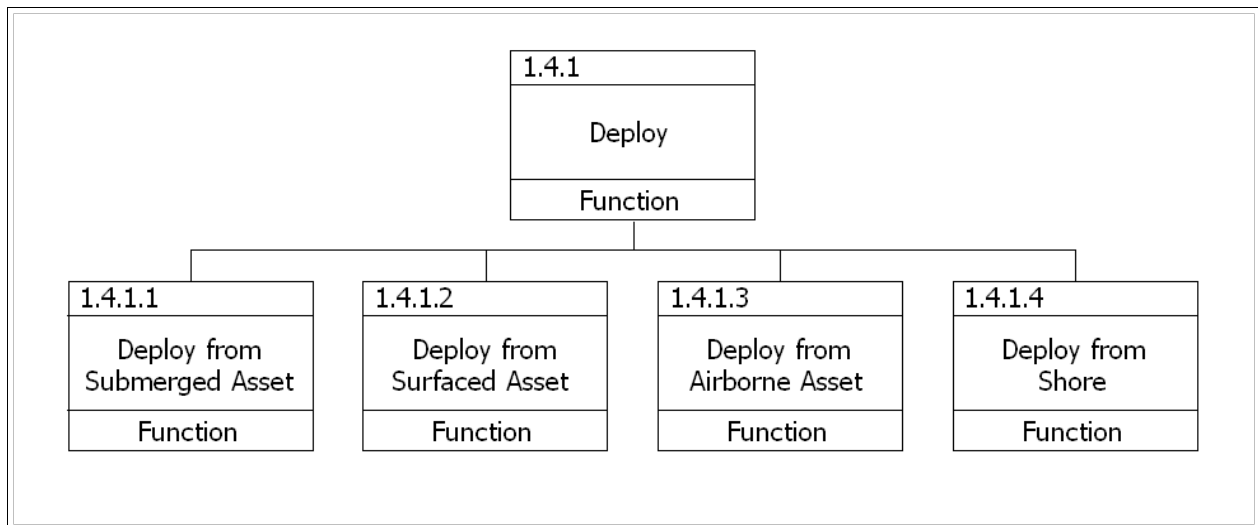 1.4.1
Deploy
Function
1.4.1.1
Deploy from
Submerged Asset
Function
1.4.1.2
Deploy from
Surfaced Asset
Function
1.4.1.3
Deploy from
Airborne Asset
Function
1.4.1.4
Deploy from
Shore
Function